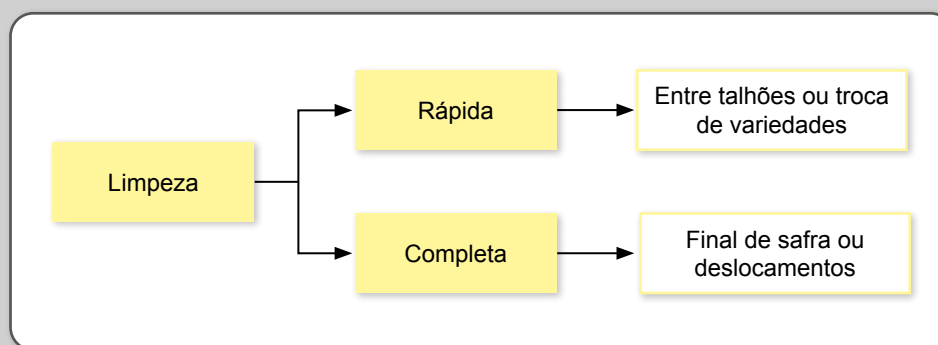 Limpeza
Rápida
Entre talhões ou troca
de variedades
Completa
Final de safra ou
deslocamentos